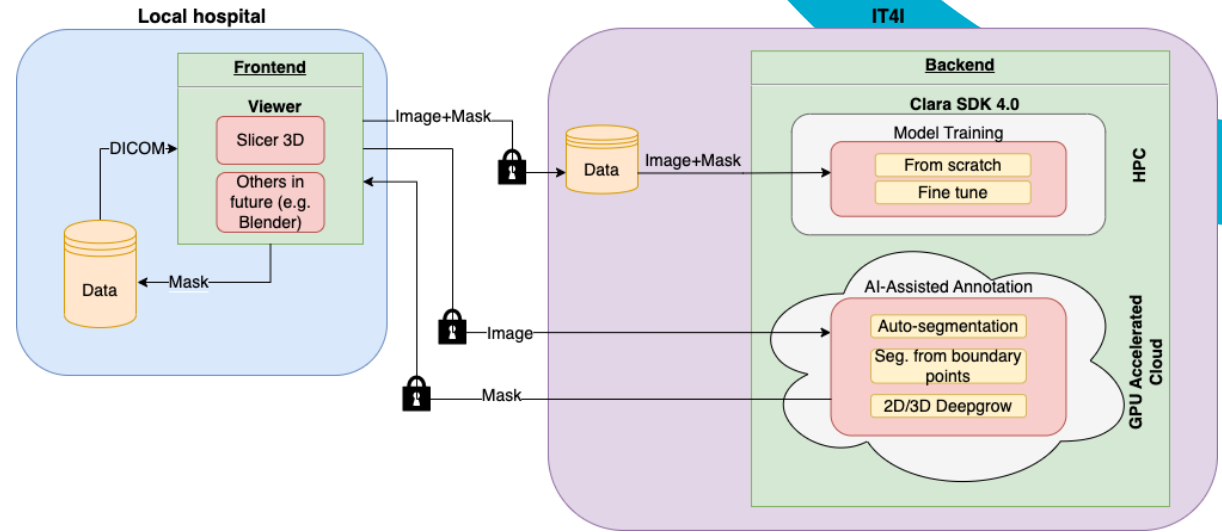 Local hospital
IT4I
Frontend
Viewer
Slicer 3D
Others in
future (e.g.
Blender)
DICOM
Data
Mask
Image+Mask
Data
Image+Mask
Image
Mask
Backend
Clara SDK 4.0
Model Training
From scratch
Fine tune
HPC
AI-Assisted Annotation
Auto-segmentation
Seg. from boundary
points
2D/3D Deepgrow
GPU Accelerated
Cloud